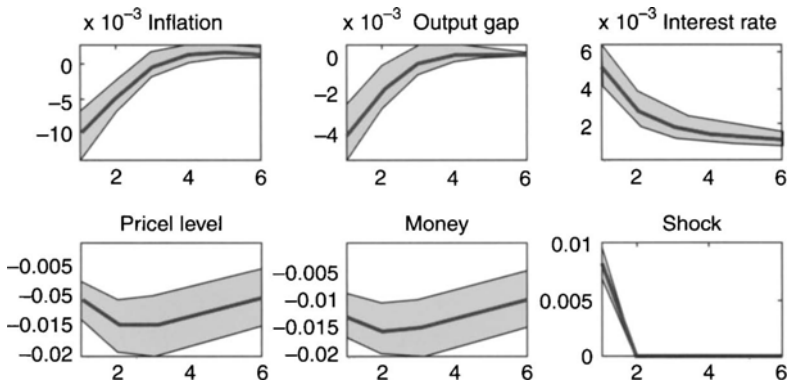 x 10⁻³ Inflation
0
−5
−10
2 4 6
x 10⁻³ Output gap
0
−2
−4
2 4 6
x 10⁻³ Interest rate
6
4
2
2 4 6
Pricel level
−0.005
−0.05
−0.015
−0.02
2 4 6
Money
−0.005
−0.01
−0.015
−0.02
2 4 6
Shock
0.01
0.005
0
2 4 6